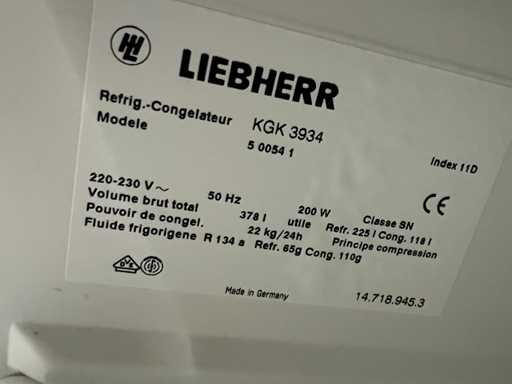 LIEBHERR
Refrig.-Congelateur KGK 3934
Modele 5 0054 1
Index 11D
220-230 V~ 50 Hz 200 W Classe SN
Volume brut total 378 l utile Refr. 225 l Cong. 118 l
Pouvoir de congel. 22 kg/24h Principe compression
Fluide frigorigene R 134 a Refr. 65g Cong. 110g
CE
DVE
Made in Germany 14.718.945.3